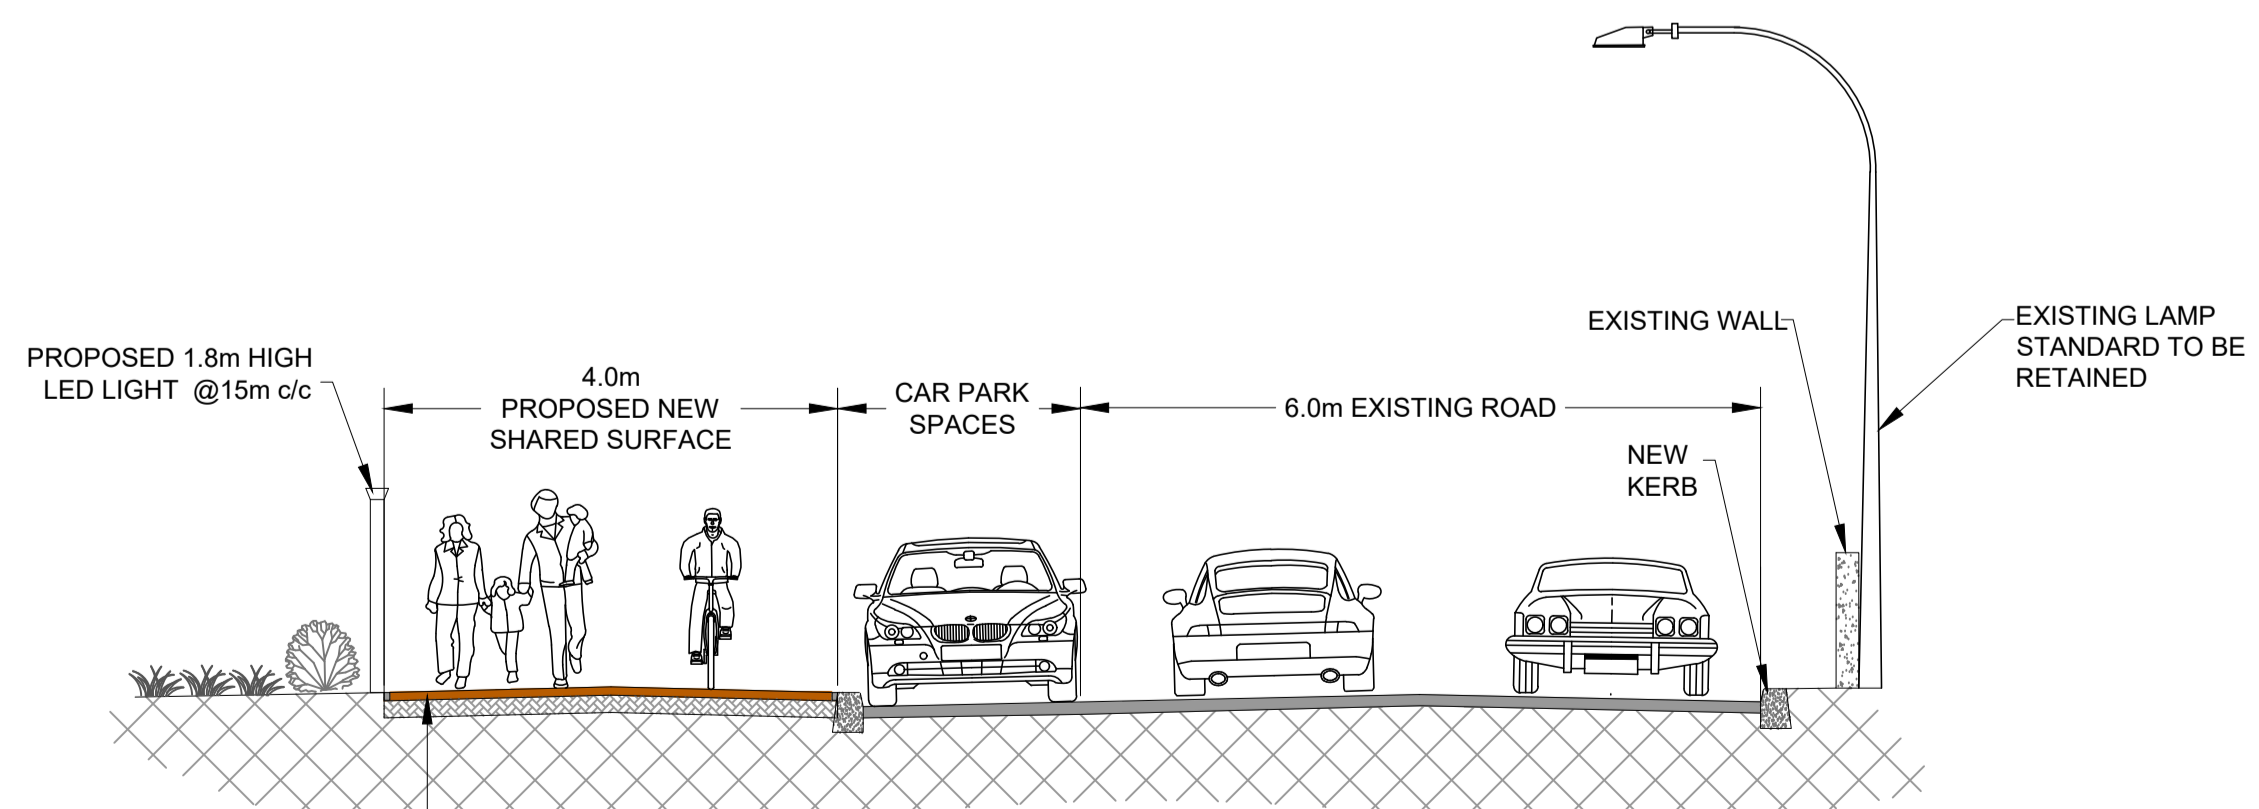 PROPOSED 1.8m HIGH
LED LIGHT @15m c/c
4.0m
PROPOSED NEW
SHARED SURFACE
CAR PARK
SPACES
6.0m EXISTING ROAD
EXISTING WALL
NEW
KERB
EXISTING LAMP
STANDARD TO BE
RETAINED